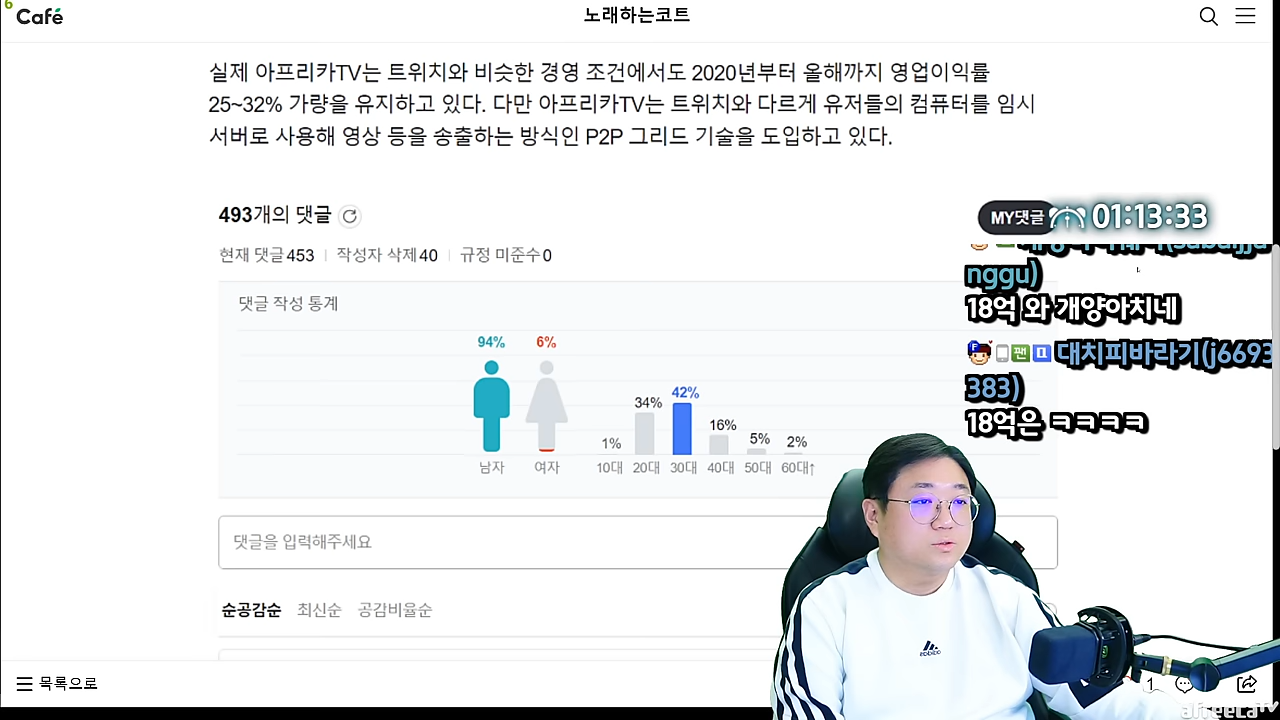 6
Café
노래하는코트
실제 아프리카TV는 트위치와 비슷한 경영 조건에서도 2020년부터 올해까지 영업이익률
25~32% 가량을 유지하고 있다. 다만 아프리카TV는 트위치와 다르게 유저들의 컴퓨터를 임시
서버로 사용해 영상 등을 송출하는 방식인 P2P 그리드 기술을 도입하고 있다.
493개의 댓글
MY댓글
01:13:33
현재 댓글 453 작성자 삭제 40 규정 미준수 0
nggu)
18억 와 개양아치네
댓글 작성 통계
94% 6%
34% 42% 16% 5% 2% 1%
남자 여자 10대 20대 30대 40대 50대 60대↑
팬 대치피바라기(j6693
383)
18억은 ㅋㅋㅋㅋ
댓글을 입력해주세요
순공감순 최신순 공감비율순
adidas
목록으로
1
afreecaTV